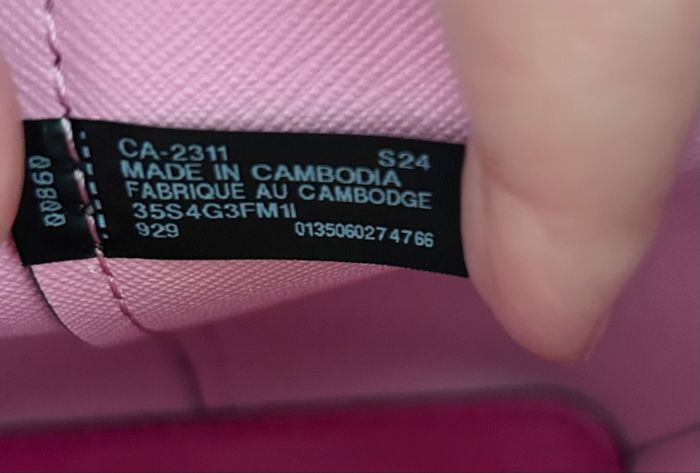 CA-2311 S24
MADE IN CAMBODIA
FABRIQUE AU CAMBODGE
35S4G3FM1I
929 0135060274766
00860